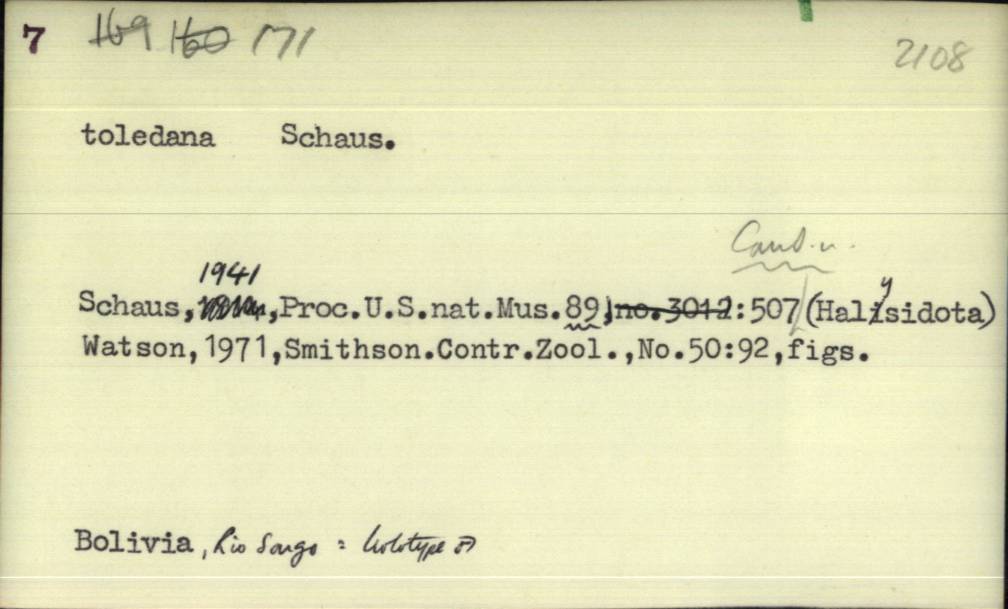 7 169 160 171
2108
toledana Schaus.
Cand.n.
1941
Schaus, ,Proc.U.S.nat.Mus.89,no.3012:507(Halysidota)
Watson,1971,Smithson.Contr.Zool.,No.50:92,figs.
Bolivia, Rio Songo : holotype ♂